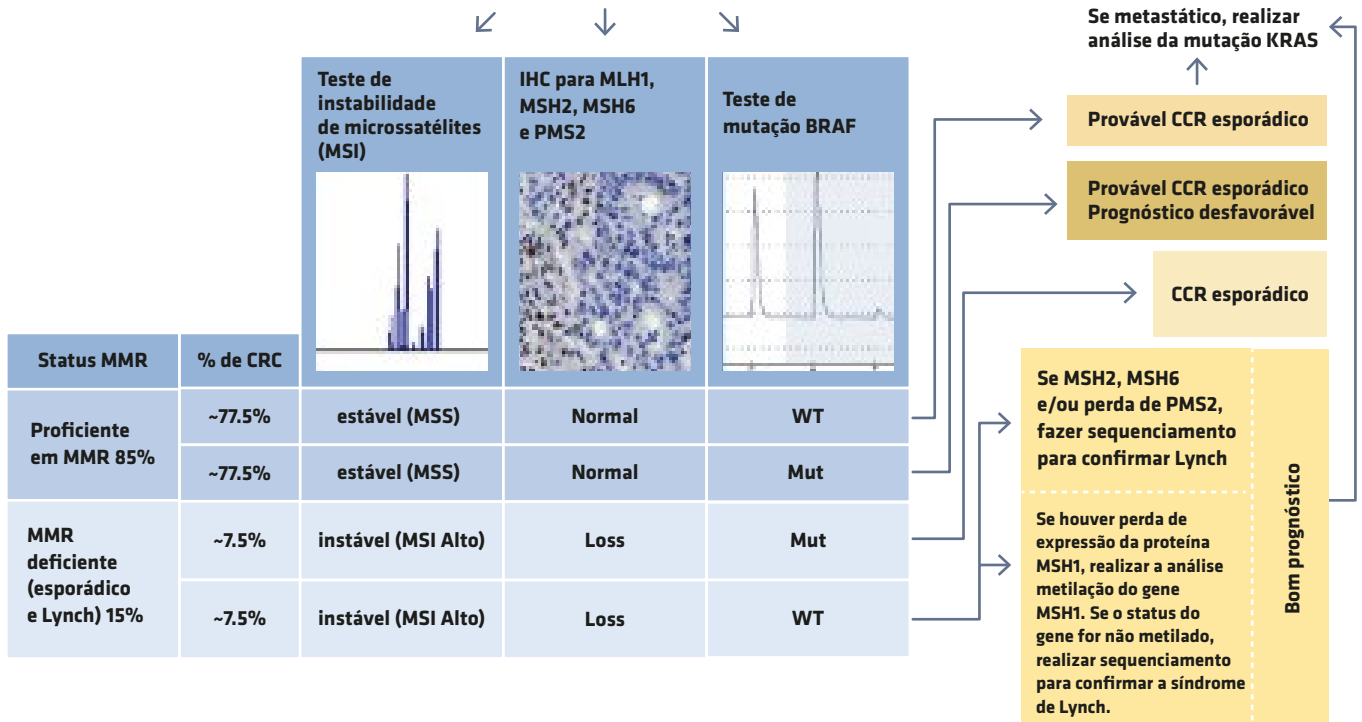 Se metastático, realizar
análise da mutação KRAS
Teste de
instabilidade
de microssatélites
(MSI)
IHC para MLH1,
MSH2, MSH6
e PMS2
Teste de
mutação BRAF
Provável CCR esporádico
Provável CCR esporádico
Prognóstico desfavorável
CCR esporádico
Status MMR
% de CRC
Proficiente
em MMR 85%
~77.5%
estável (MSS)
Normal
WT
~77.5%
estável (MSS)
Normal
Mut
MMR
deficiente
(esporádico
e Lynch) 15%
~7.5%
instável (MSI Alto)
Loss
Mut
~7.5%
instável (MSI Alto)
Loss
WT
Se MSH2, MSH6
e/ou perda de PMS2,
fazer sequenciamento
para confirmar Lynch
Se houver perda de
expressão da proteína
MSH1, realizar a análise
metilação do gene
MSH1. Se o status do
gene for não metilado,
realizar sequenciamento
para confirmar a síndrome
de Lynch.
Bom prognóstico